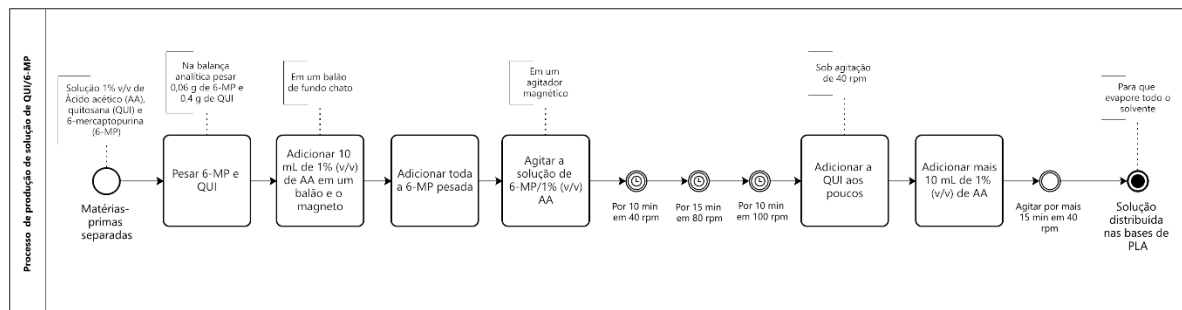 Processo de produção de solução de QUI/6-MP
Solução 1% v/v de
Ácido acético (AA),
quitosana (QUI) e
6-mercaptopurina
(6-MP)
Matérias-
primas
separadas
Na balança
analítica pesar
0,06 g de 6-MP e
0,4 g de QUI
Pesar 6-MP e
QUI
Em um balão
de fundo chato
Adicionar 10
mL de 1% (v/v)
de AA em um
balão e o
magneto
Adicionar toda
a 6-MP pesada
Em um
agitador
magnético
Agitar a
solução de
6-MP/1% (v/v)
AA
Por 10 min
em 40 rpm
Por 15 min
em 80 rpm
Por 10 min
em 100 rpm
Sob agitação
de 40 rpm
Adicionar a
QUI aos
poucos
Adicionar mais
10 mL de 1%
(v/v) de AA
Agitar por mais
15 min em 40
rpm
Para que
evapore todo o
solvente
Solução
distribuída
nas bases de
PLA